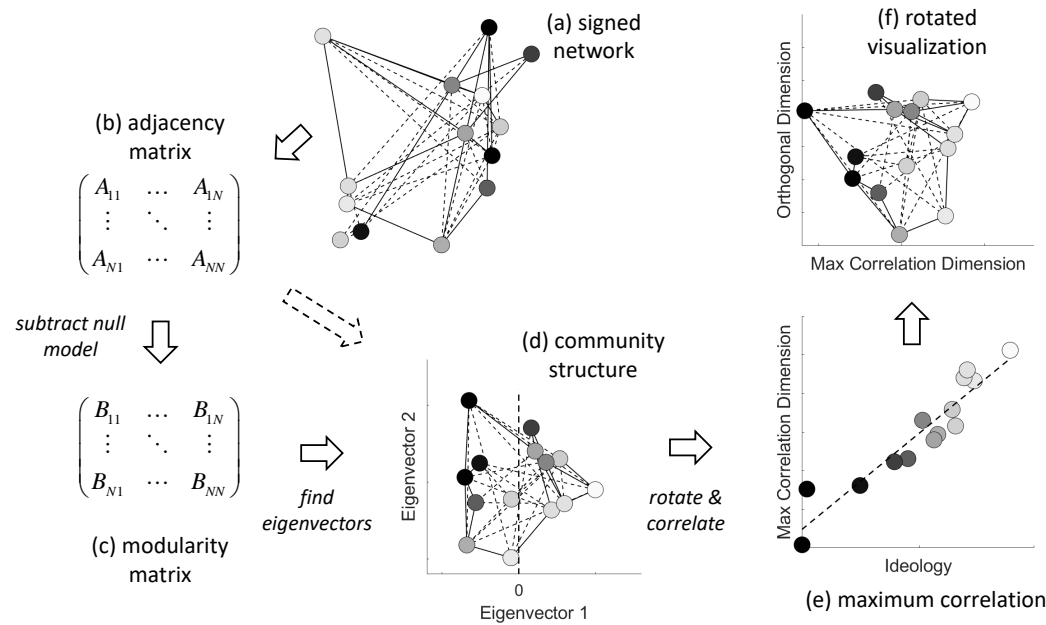 (a) signed
network
(b) adjacency
matrix
A11 … A1N
⋮ ⋱ ⋮
AN1 ⋯ ANN
subtract null
model
B11 … B1N
⋮ ⋱ ⋮
BN1 ⋯ BNN
(c) modularity
matrix
find
eigenvectors
(d) community
structure
Eigenvector 2
0
Eigenvector 1
rotate &
correlate
Max Correlation Dimension
Ideology
(e) maximum correlation
(f) rotated
visualization
Orthogonal Dimension
Max Correlation Dimension